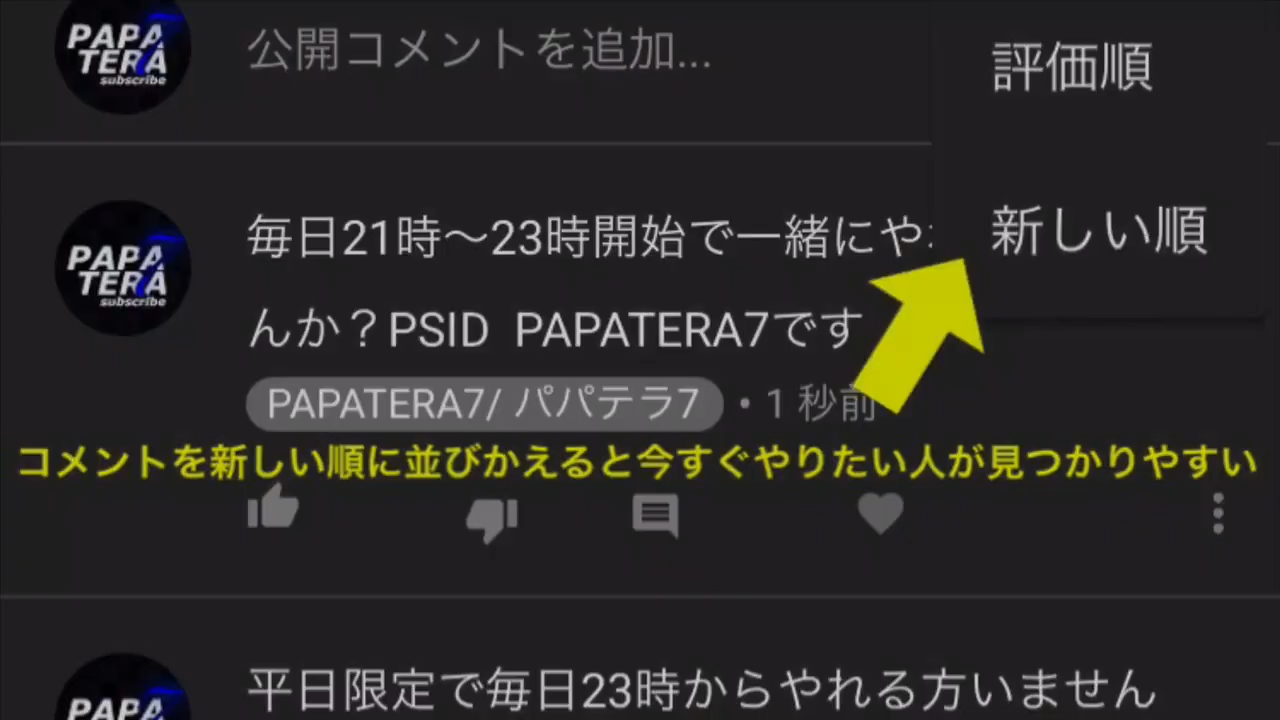 PAPA
TERA7
subscribe
公開コメントを追加...
評価順
新しい順
PAPA
TERA7
subscribe
毎日21時〜23時開始で一緒にや
んか？PSID PAPATERA7です
PAPATERA7/ パパテラ7 • 1 秒前
コメントを新しい順に並びかえると今すぐやりたい人が見つかりやすい
PAPA
平日限定で毎日23時からやれる方いません